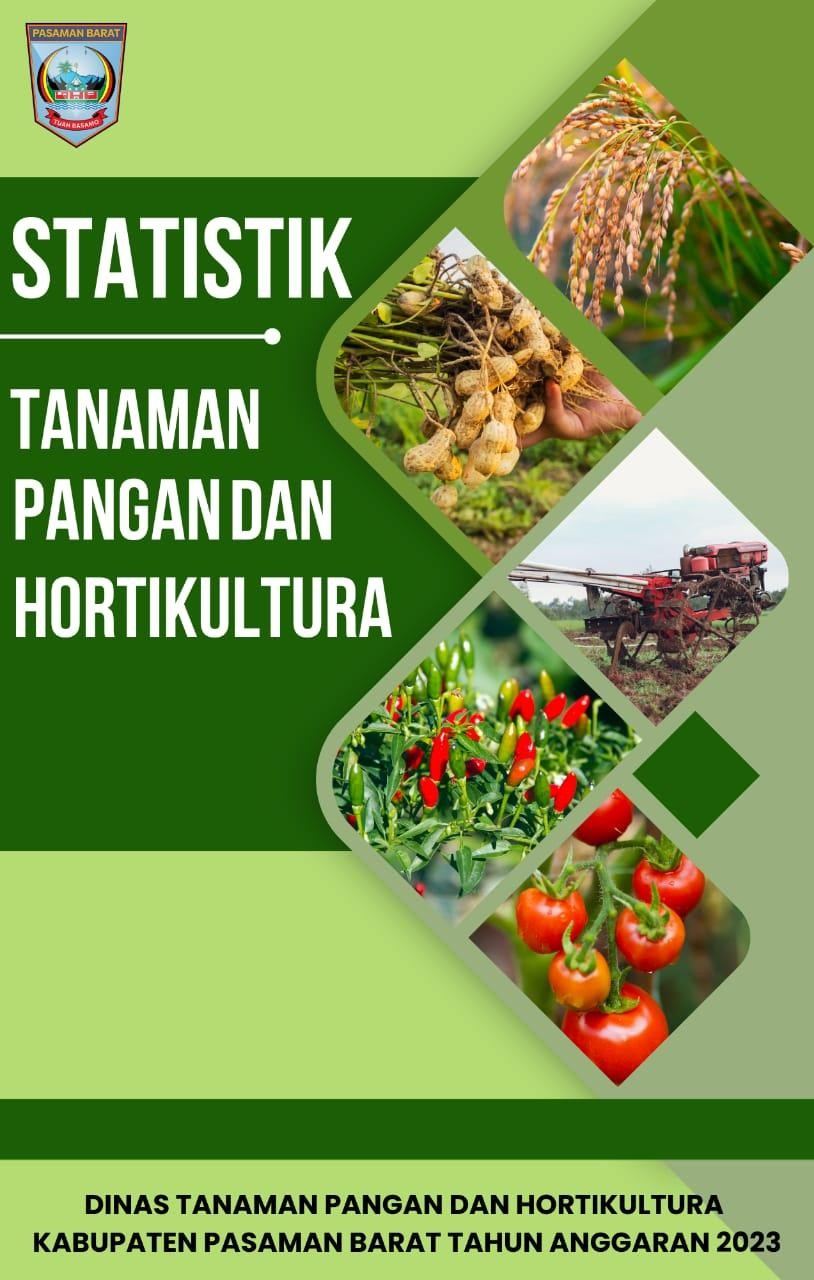 PASAMAN BARAT
TUAH BASAMO
STATISTIK
TANAMAN
PANGAN DAN
HORTIKULTURA
DINAS TANAMAN PANGAN DAN HORTIKULTURA
KABUPATEN PASAMAN BARAT TAHUN ANGGARAN 2023